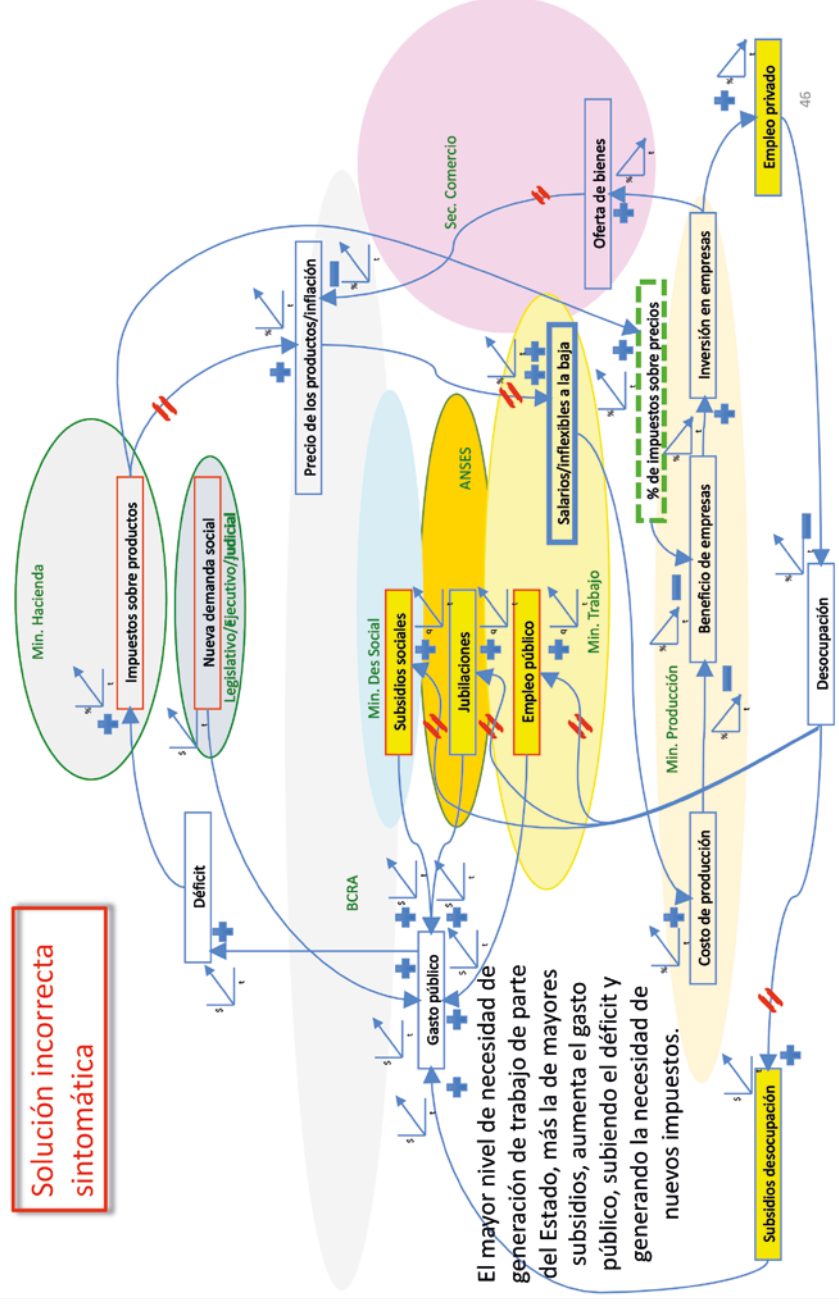 Solución incorrecta
sintomática
Min. Hacienda
Impuestos sobre productos
Nueva demanda social
Legislativo/Ejecutivo/Judicial
Déficit
BCRA
Precio de los productos/inflación
Sec. Comercio
Oferta de bienes
Min. Des Social
Subsidios sociales
ANSES
Jubilaciones
Empleo público
Min. Trabajo
Salarios/inflexibles a la baja
Gasto público
El mayor nivel de necesidad de
generación de trabajo de parte
del Estado, más la de mayores
subsidios, aumenta el gasto
público, subiendo el déficit y
generando la necesidad de
nuevos impuestos.
% de impuestos sobre precios
Min. Producción
Costo de producción
Beneficio de empresas
Inversión en empresas
Empleo privado
Subsidios desocupación
Desocupación
46